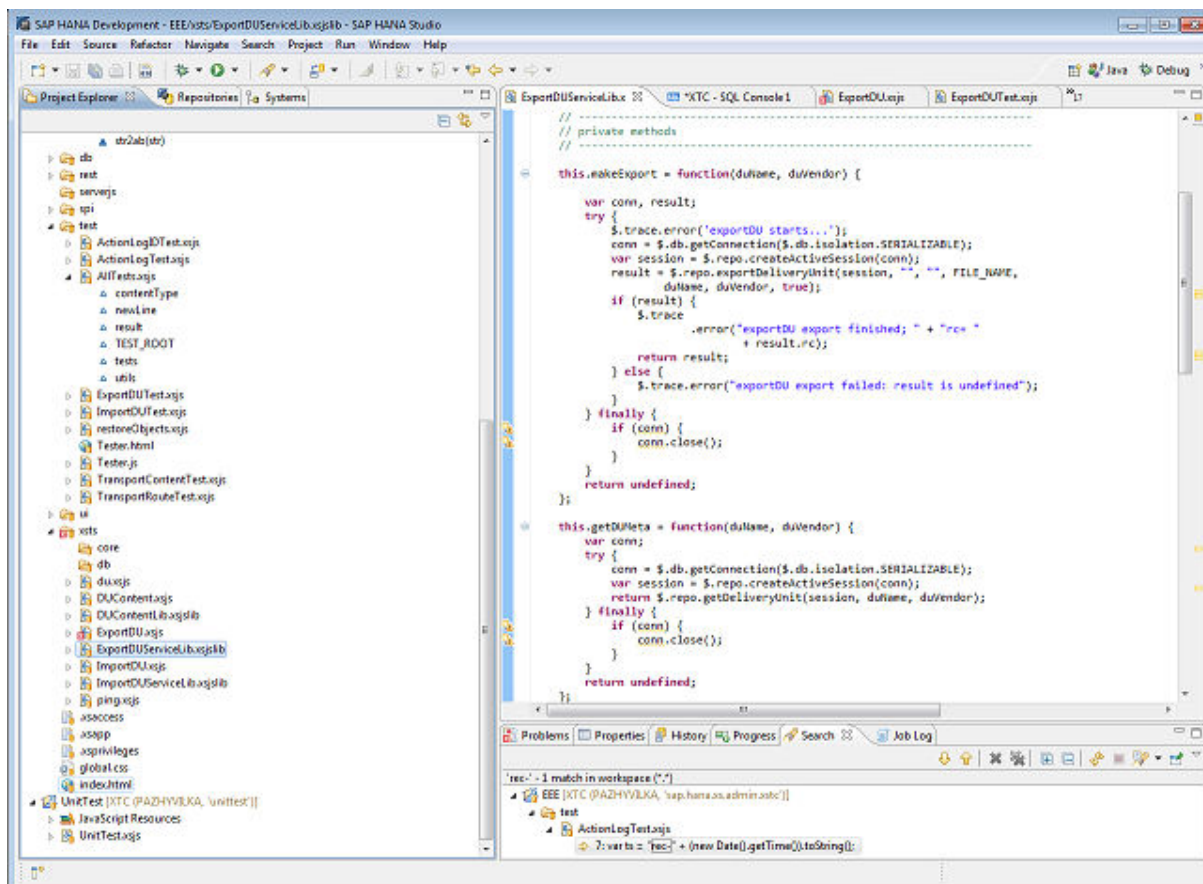 SAP HANA Development - EEE/xsts/ExportDUServiceLib.xsjslib - SAP HANA Studio
File Edit Source Refactor Navigate Search Project Run Window Help
Java Debug
Project Explorer Repositories Systems
str2ab(str)
db
rest
serverjs
spi
test
ActionLogIDTest.xsjs
ActionLogTest.xsjs
AllTests.xsjs
contentType
newLine
result
TEST_ROOT
tests
utils
ExportDUTest.xsjs
ImportDUTest.xsjs
restoreObjects.xsjs
Tester.html
Tester.js
TransportContentTest.xsjs
TransportRouteTest.xsjs
ui
xsts
core
db
du.xsjs
DUContent.xsjs
DUContentLib.xsjslib
ExportDU.xsjs
ExportDUServiceLib.xsjslib
ImportDU.xsjs
ImportDUServiceLib.xsjslib
ping.xsjs
.xsaccess
.xsapp
.xsprivileges
global.css
index.html
UnitTest [XTC (PAZHYVILKA, 'unittest')]
JavaScript Resources
UnitTest.xsjs
ExportDUServiceLib.x *XTC - SQL Console 1 ExportDU.xsjs ExportDUTest.xsjs »17
// ----------------------------------------------------------------------
// private methods
// ----------------------------------------------------------------------
this.makeExport = function(duName, duVendor) {
var conn, result;
try {
$.trace.error('exportDU starts...');
conn = $.db.getConnection($.db.isolation.SERIALIZABLE);
var session = $.repo.createActiveSession(conn);
result = $.repo.exportDeliveryUnit(session, "", "", FILE_NAME,
duName, duVendor, true);
if (result) {
$.trace
.error("exportDU export finished; " + "rc= "
+ result.rc);
return result;
} else {
$.trace.error("exportDU export failed: result is undefined");
}
} finally {
if (conn) {
conn.close();
}
}
return undefined;
};
this.getDUMeta = function(duName, duVendor) {
var conn;
try {
conn = $.db.getConnection($.db.isolation.SERIALIZABLE);
var session = $.repo.createActiveSession(conn);
return $.repo.getDeliveryUnit(session, duName, duVendor);
} finally {
if (conn) {
conn.close();
}
}
return undefined;
};
Problems Properties History Progress Search Job Log
'rec-' - 1 match in workspace (*.*)
EEE [XTC (PAZHYVILKA, 'sap.hana.xs.admin.xstc')]
test
ActionLogTest.xsjs
7: var ts = "rec-" + (new Date().getTime()).toString();